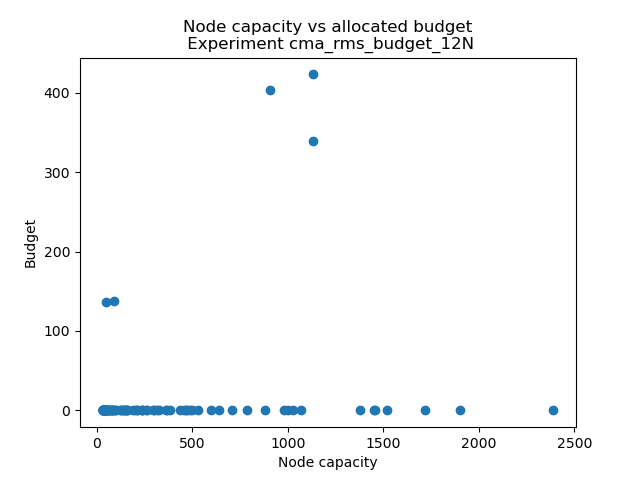 Node capacity vs allocated budget
Experiment cma_rms_budget_12N
400
300
200
100
0
Budget
0 500 1000 1500 2000 2500
Node capacity